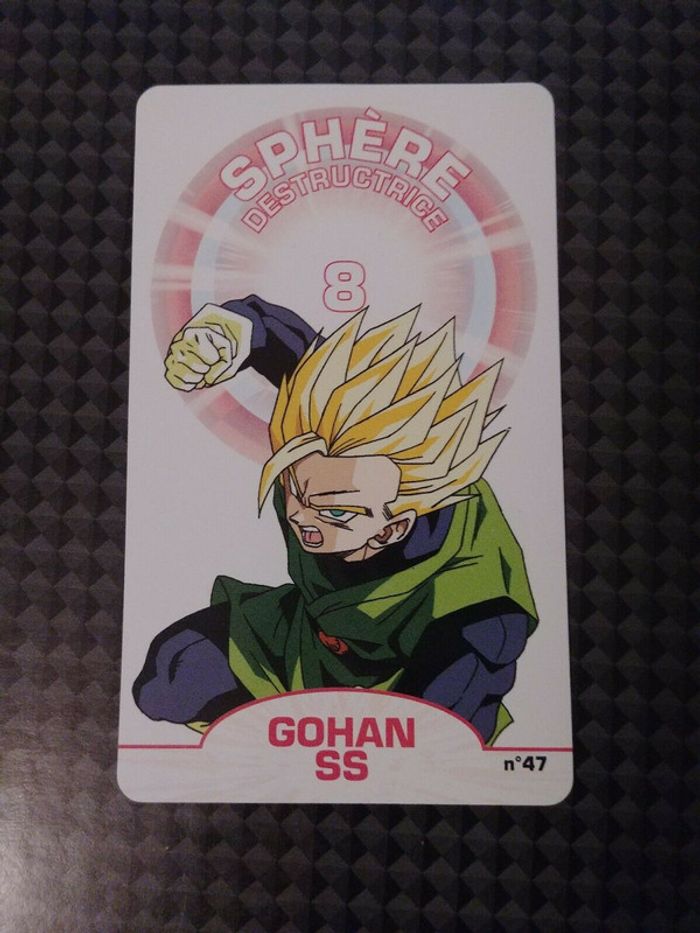 SPHÈRE
DESTRUCTRICE
8
GOHAN
SS
n°47